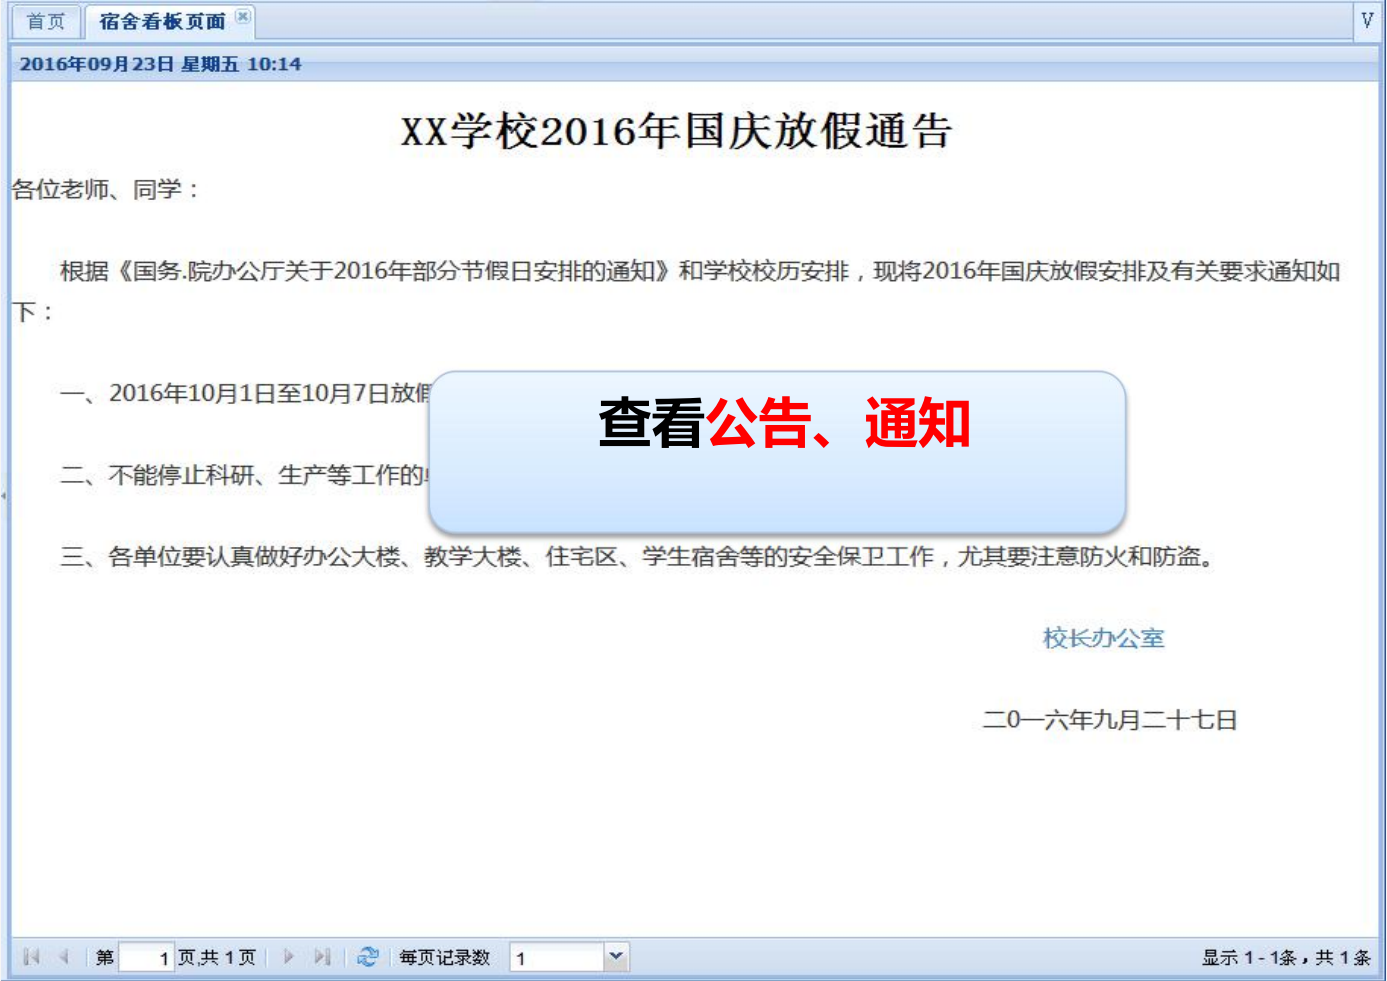 首页 宿舍看板页面 V
2016年09月23日 星期五 10:14
XX学校2016年国庆放假通告
各位老师、同学：
根据《国务.院办公厅关于2016年部分节假日安排的通知》和学校校历安排，现将2016年国庆放假安排及有关要求通知如
下：
一、2016年10月1日至10月7日放假
查看公告、通知
二、不能停止科研、生产等工作的
三、各单位要认真做好办公大楼、教学大楼、住宅区、学生宿舍等的安全保卫工作，尤其要注意防火和防盗。
校长办公室
二0一六年九月二十七日
第 1 页,共 1 页 每页记录数 1 显示 1 - 1条，共 1 条